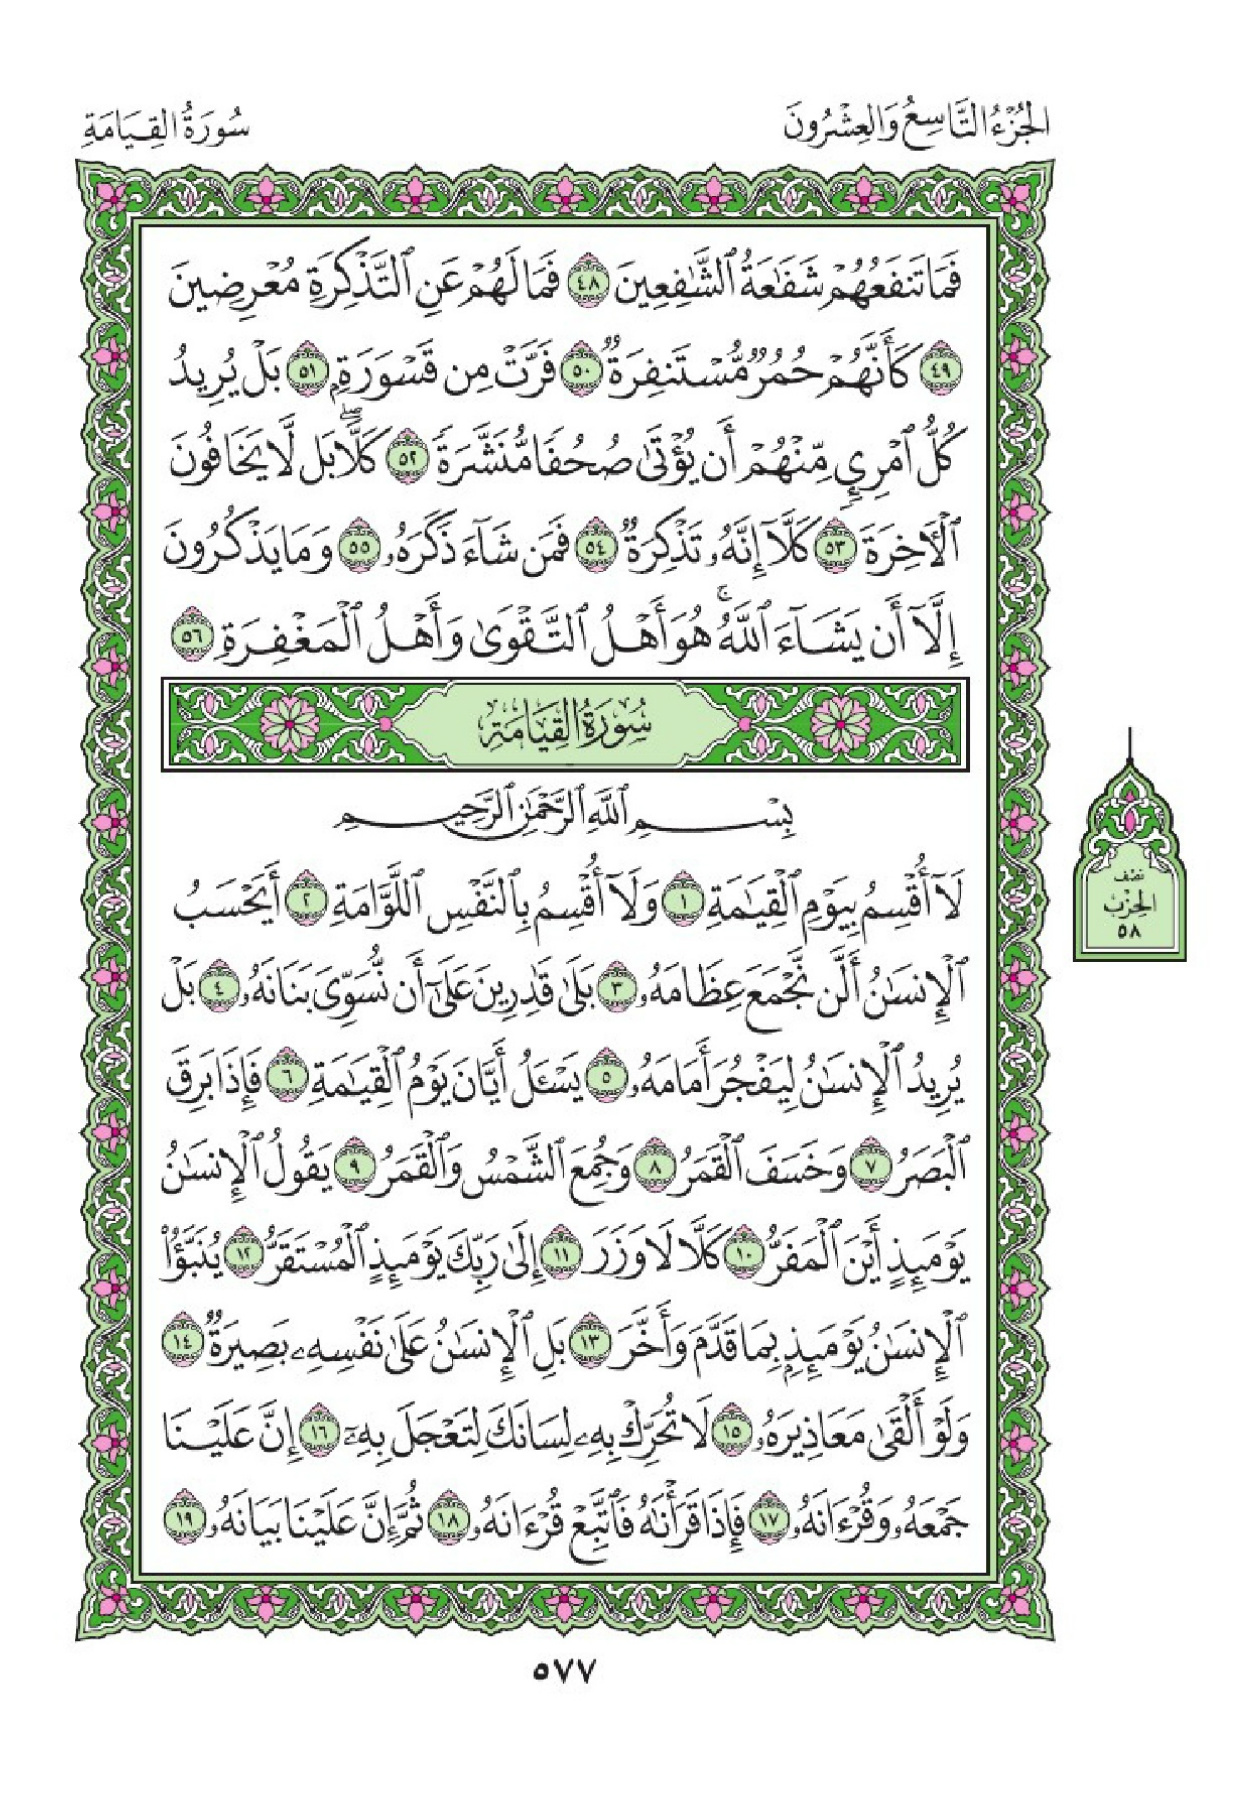 الجُزْءُ التَّاسِعُ وَالعِشْرُونَ
سُورَةُ القِيَامَةِ
فَمَا تَنفَعُهُمْ شَفَٰعَةُ ٱلشَّٰفِعِينَ ٤٨ فَمَا لَهُمْ عَنِ ٱلتَّذْكِرَةِ مُعْرِضِينَ
٤٩ كَأَنَّهُمْ حُمُرٌ مُّسْتَنفِرَةٌ ٥٠ فَرَّتْ مِن قَسْوَرَةٍۭ ٥١ بَلْ يُرِيدُ
كُلُّ ٱمْرِئٍ مِّنْهُمْ أَن يُؤْتَىٰ صُحُفًا مُّنَشَّرَةً ٥٢ كَلَّاۖ بَل لَّا يَخَافُونَ
ٱلْأٓخِرَةَ ٥٣ كَلَّآ إِنَّهُۥ تَذْكِرَةٌ ٥٤ فَمَن شَآءَ ذَكَرَهُۥ ٥٥ وَمَا يَذْكُرُونَ
إِلَّآ أَن يَشَآءَ ٱللَّهُۚ هُوَ أَهْلُ ٱلتَّقْوَىٰ وَأَهْلُ ٱلْمَغْفِرَةِ ٥٦
سُورَةُ القِيَامَةِ
بِسْمِ ٱللَّهِ ٱلرَّحْمَٰنِ ٱلرَّحِيمِ
لَآ أُقْسِمُ بِيَوْمِ ٱلْقِيَٰمَةِ ١ وَلَآ أُقْسِمُ بِٱلنَّفْسِ ٱللَّوَّامَةِ ٢ أَيَحْسَبُ
ٱلْإِنسَٰنُ أَلَّن نَّجْمَعَ عِظَامَهُۥ ٣ بَلَىٰ قَٰدِرِينَ عَلَىٰٓ أَن نُّسَوِّىَ بَنَانَهُۥ ٤ بَلْ
يُرِيدُ ٱلْإِنسَٰنُ لِيَفْجُرَ أَمَامَهُۥ ٥ يَسْـَٔلُ أَيَّانَ يَوْمُ ٱلْقِيَٰمَةِ ٦ فَإِذَا بَرِقَ
ٱلْبَصَرُ ٧ وَخَسَفَ ٱلْقَمَرُ ٨ وَجُمِعَ ٱلشَّمْسُ وَٱلْقَمَرُ ٩ يَقُولُ ٱلْإِنسَٰنُ
يَوْمَئِذٍ أَيْنَ ٱلْمَفَرُّ ١٠ كَلَّا لَا وَزَرَ ١١ إِلَىٰ رَبِّكَ يَوْمَئِذٍ ٱلْمُسْتَقَرُّ ١٢ يُنَبَّؤُا۟
ٱلْإِنسَٰنُ يَوْمَئِذٍۭ بِمَا قَدَّمَ وَأَخَّرَ ١٣ بَلِ ٱلْإِنسَٰنُ عَلَىٰ نَفْسِهِۦ بَصِيرَةٌ ١٤
وَلَوْ أَلْقَىٰ مَعَاذِيرَهُۥ ١٥ لَا تُحَرِّكْ بِهِۦ لِسَانَكَ لِتَعْجَلَ بِهِۦٓ ١٦ إِنَّ عَلَيْنَا
جَمْعَهُۥ وَقُرْءَانَهُۥ ١٧ فَإِذَا قَرَأْنَٰهُ فَٱتَّبِعْ قُرْءَانَهُۥ ١٨ ثُمَّ إِنَّ عَلَيْنَا بَيَانَهُۥ ١٩
نصف
الحِزْب
٥٨
٥٧٧